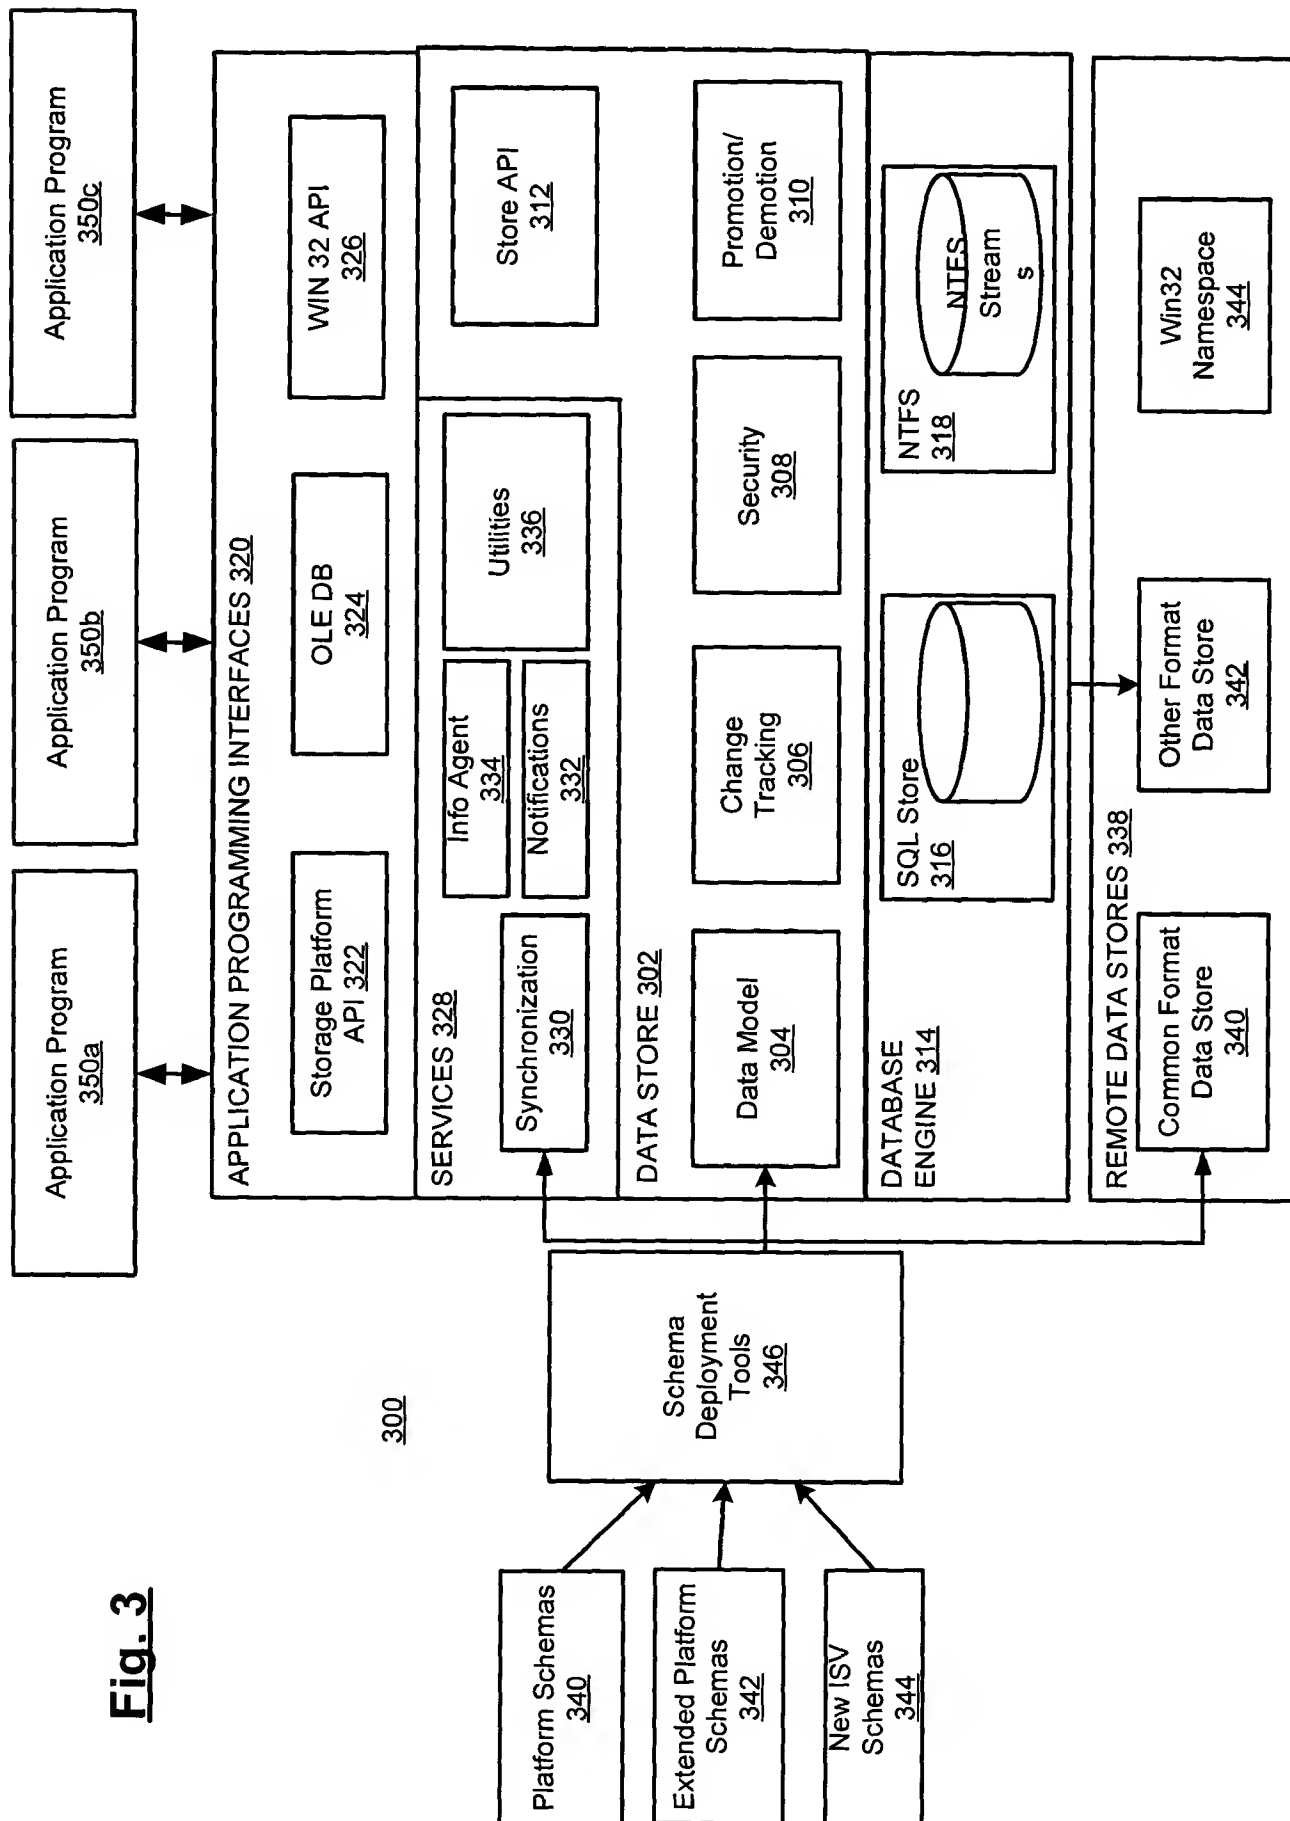 Application Program
350a
Application Program
350b
Application Program
350c
APPLICATION PROGRAMMING INTERFACES 320
Storage Platform
API 322
OLE DB
324
WIN 32 API
326
SERVICES 328
Synchronization
330
Info Agent
334
Notifications
332
Utilities
336
Store API
312
DATA STORE 302
Data Model
304
Change
Tracking
306
Security
308
Promotion/
Demotion
310
DATABASE
ENGINE 314
SQL Store
316
NTFS
318
NTFS
Stream
s
REMOTE DATA STORES 338
Common Format
Data Store
340
Other Format
Data Store
342
Win32
Namespace
344
300
Schema
Deployment
Tools
346
Platform Schemas
340
Extended Platform
Schemas
342
New ISV
Schemas
344
Fig. 3